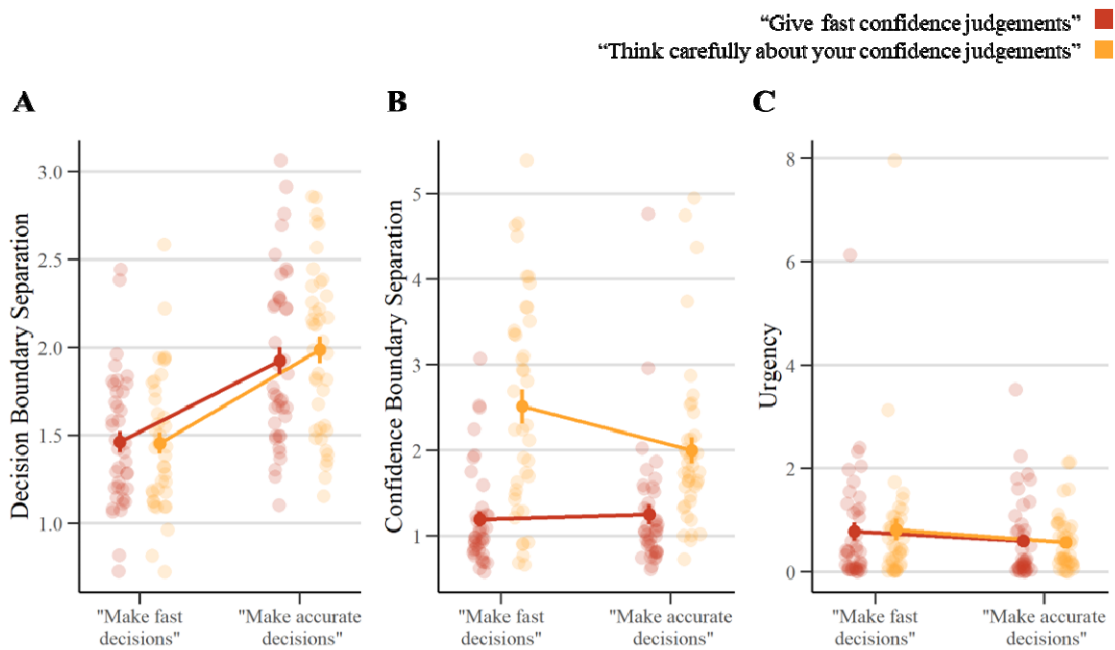 “Give fast confidence judgements”
“Think carefully about your confidence judgements”
A
B
C
Decision Boundary Separation
3.0
2.5
2.0
1.5
1.0
"Make fast
decisions"
"Make accurate
decisions"
Confidence Boundary Separation
5
4
3
2
1
"Make fast
decisions"
"Make accurate
decisions"
Urgency
8
6
4
2
0
"Make fast
decisions"
"Make accurate
decisions"